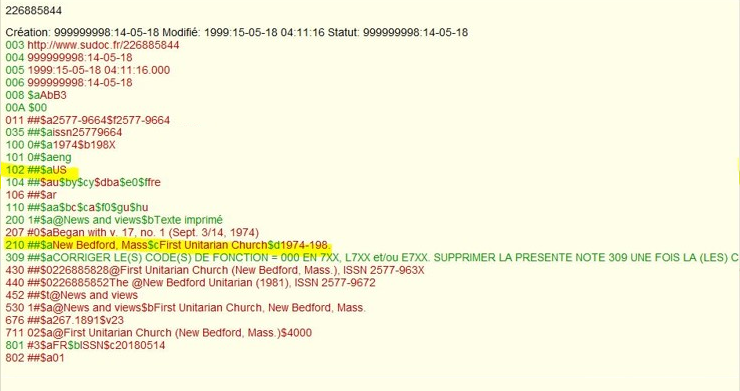 226885844
Création: 999999998:14-05-18 Modifié: 1999:15-05-18 04:11:16 Statut: 999999998:14-05-18
003 http://www.sudoc.fr/226885844
004 999999998:14-05-18
005 1999:15-05-18 04:11:16.000
006 999999998:14-05-18
008 $aAbB3
00A $00
011 ##$a2577-9664$f2577-9664
035 ##$aissn25779664
100 0#$a1974$b198X
101 0#$aeng
102 ##$aUS
104 ##$au$by$cy$dba$e0$ffre
106 ##$ar
110 ##$aa$bc$ca$f0$gu$hu
200 1#$a@News and views$bTexte imprimé
207 #0$aBegan with v. 17, no. 1 (Sept. 3/14, 1974)
210 ##$aNew Bedford, Mass$cFirst Unitarian Church$d1974-198.
309 ##$aCORRIGER LE(S) CODE(S) DE FONCTION = 000 EN 7XX, L7XX et/ou E7XX. SUPPRIMER LA PRESENTE NOTE 309 UNE FOIS LA (LES) C
430 ##$0226885828@First Unitarian Church (New Bedford, Mass.), ISSN 2577-963X
440 ##$0226885852The @New Bedford Unitarian (1981), ISSN 2577-9672
452 ##$t@News and views
530 1#$a@News and views$bFirst Unitarian Church, New Bedford, Mass.
676 ##$a267.1891$v23
711 02$a@First Unitarian Church (New Bedford, Mass.)$4000
801 #3$aFR$bISSN$c20180514
802 ##$a01